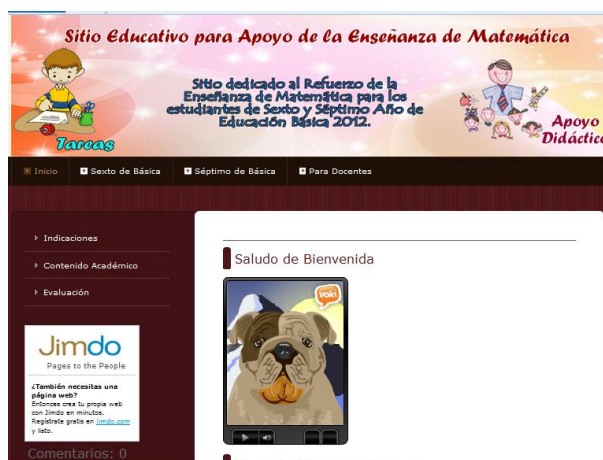 Sitio Educativo para Apoyo de la Enseñanza de Matemática
Sitio dedicado al Refuerzo de la
Enseñanza de Matemática para los
estudiantes de Sexto y Séptimo Año de
Educación Básica 2012.
Tareas
Apoyo
Didáctico
Inicio
Sexto de Básica
Séptimo de Básica
Para Docentes
Indicaciones
Contenido Académico
Evaluación
Saludo de Bienvenida
voki
Jimdo
Pages to the People
¿También necesitas una
página web?
Entonces crea tu propia web
con Jimdo en minutos.
Regístrate gratis en jimdo.com
y listo.
Comentarios: 0